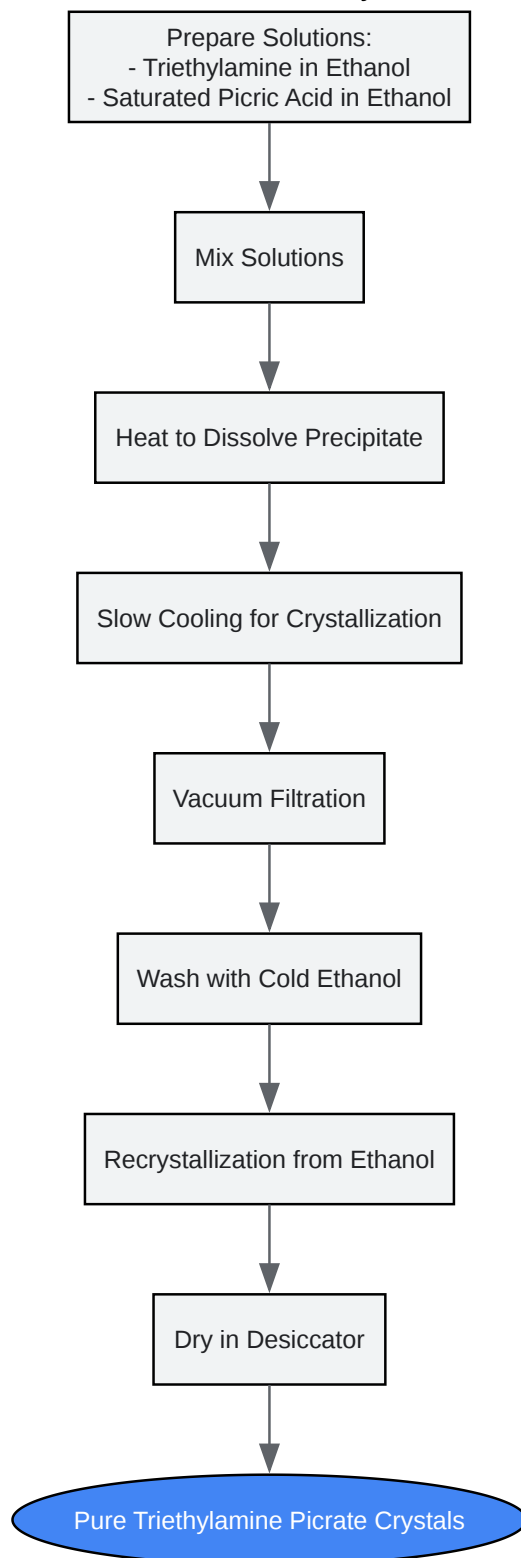 Prepare Solutions:
- Triethylamine in Ethanol
- Saturated Picric Acid in Ethanol
Mix Solutions
Heat to Dissolve Precipitate
Slow Cooling for Crystallization
Vacuum Filtration
Wash with Cold Ethanol
Recrystallization from Ethanol
Dry in Desiccator
Pure Triethylamine Picrate Crystals